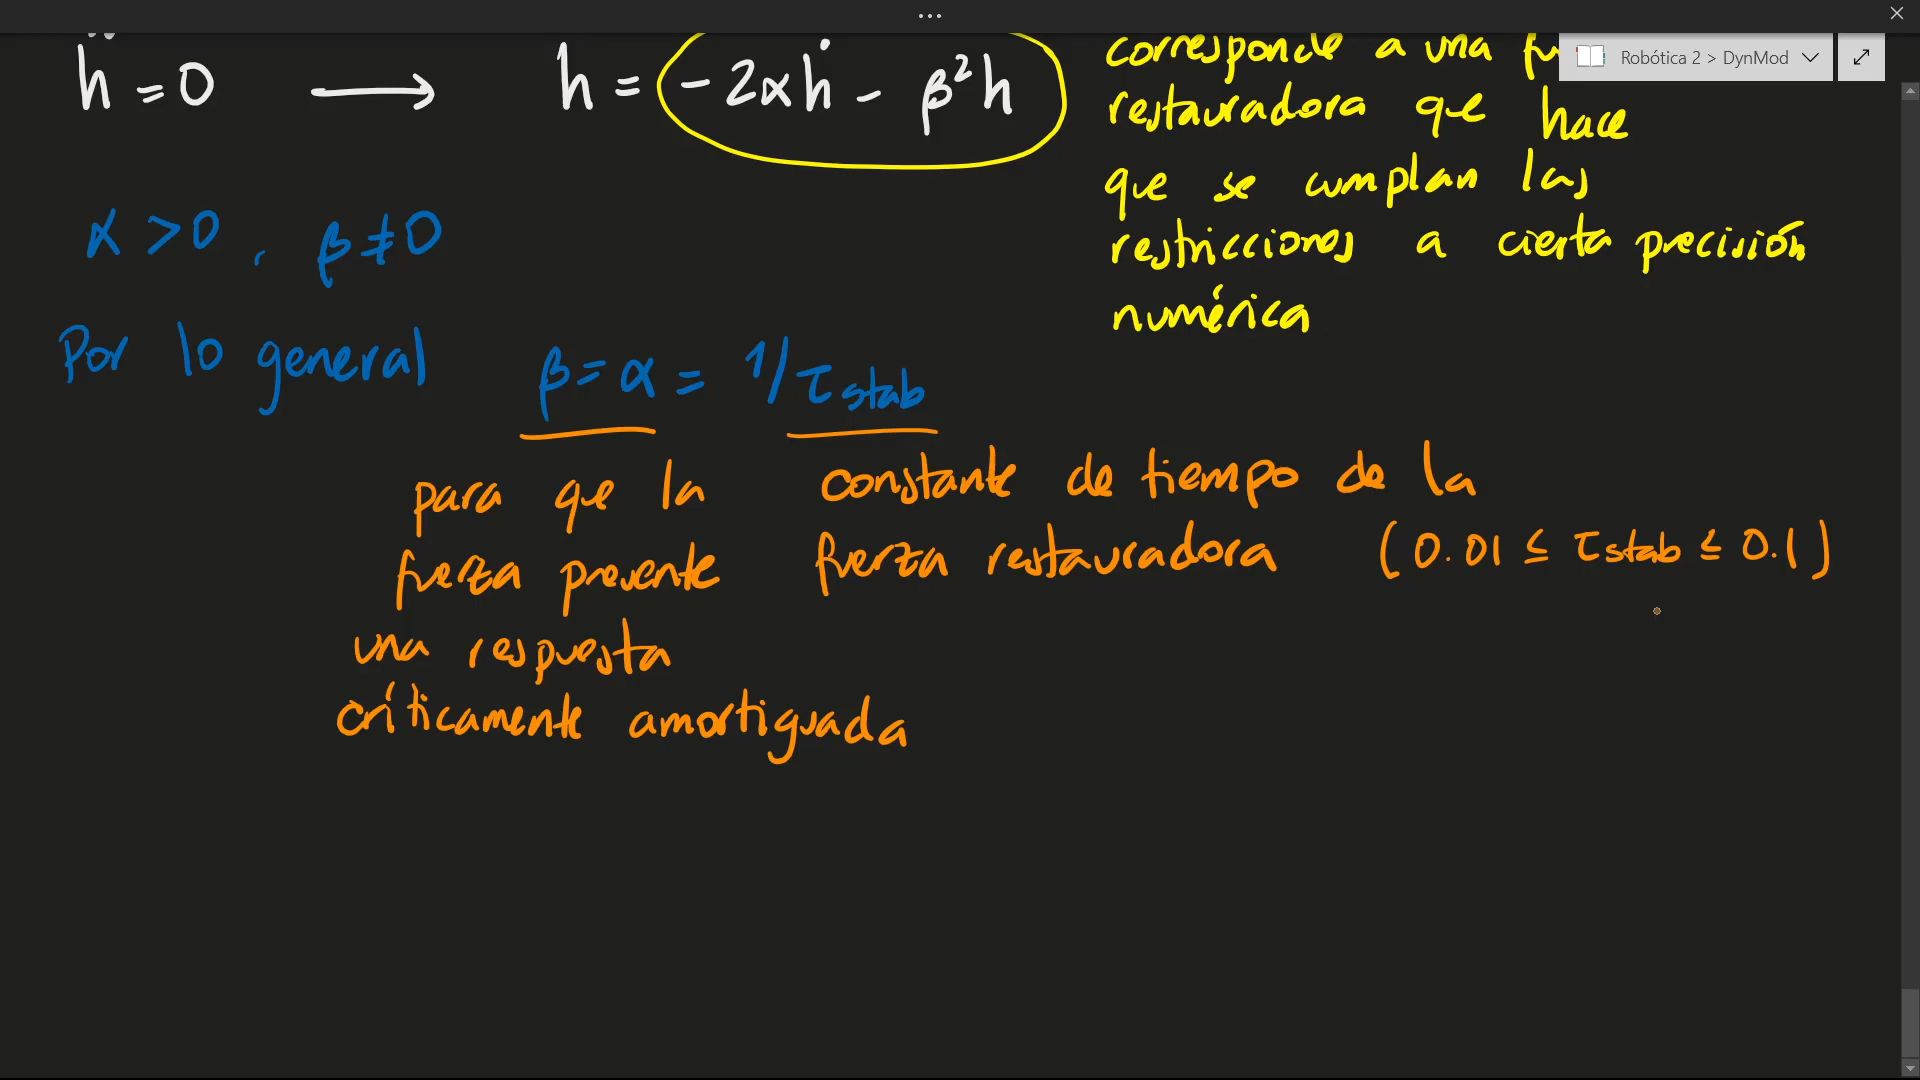 Robótica 2 > DynMod
ḧ = 0 → h = - 2αḣ - β²h
corresponde a una
restauradora que hace
que se cumplan las
restricciones a cierta precisión
numérica
α > 0 , β ≠ 0
Por lo general β = α = 1/τstab
para que la
fuerza presente
una respuesta
críticamente amortiguada
constante de tiempo de la
fuerza restauradora (0.01 ≤ τstab ≤ 0.1)